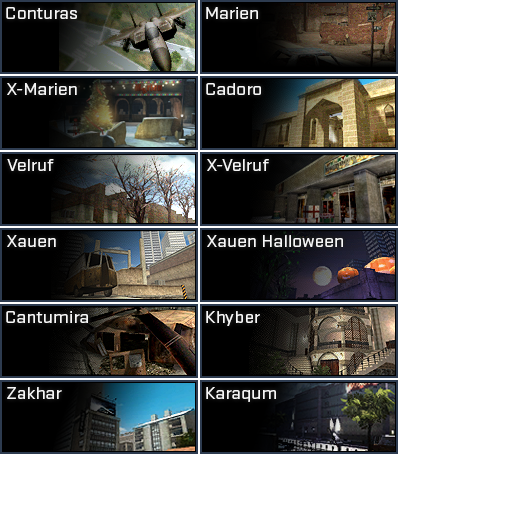 Conturas
Marien
X-Marien
Cadoro
Velruf
X-Velruf
Xauen
Xauen Halloween
Cantumira
Khyber
Zakhar
Karaqum